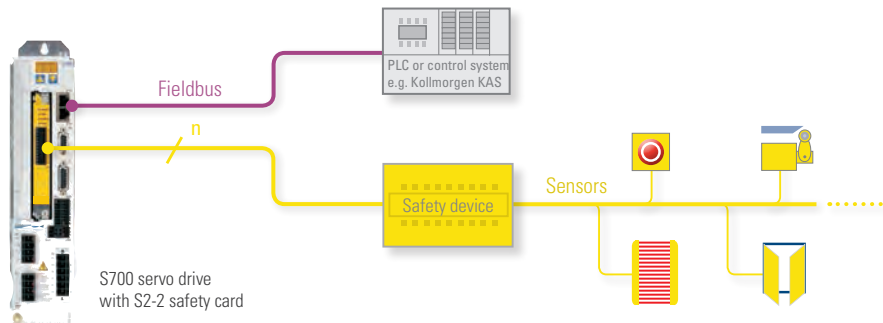 PLC or control system
e.g. Kollmorgen KAS
Fieldbus
n
Sensors
Safety device
S700 servo drive
with S2-2 safety card